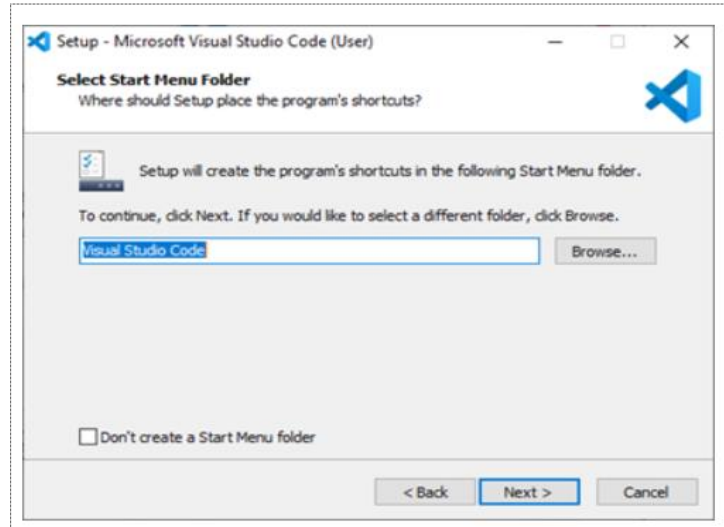 Setup - Microsoft Visual Studio Code (User)
Select Start Menu Folder
Where should Setup place the program's shortcuts?
Setup will create the program's shortcuts in the following Start Menu folder.
To continue, click Next. If you would like to select a different folder, click Browse.
Visual Studio Code
Browse...
Don't create a Start Menu folder
< Back Next > Cancel